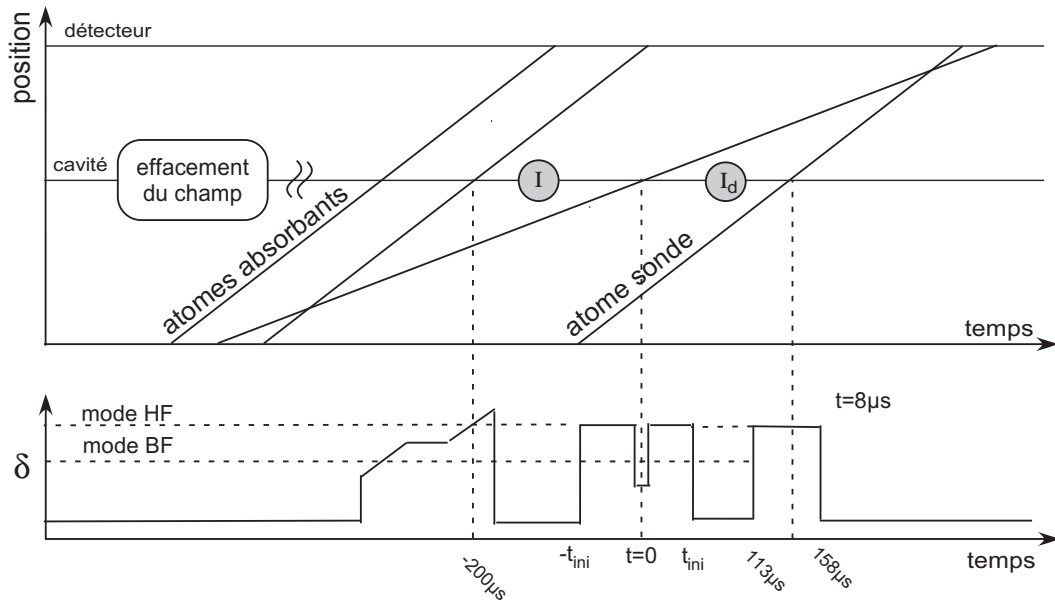 position
détecteur
cavité
effacement
du champ
I
I_d
atomes absorbants
atome sonde
temps
δ
mode HF
mode BF
t=8µs
-200µs
-t_ini
t=0
t_ini
113µs
158µs
temps